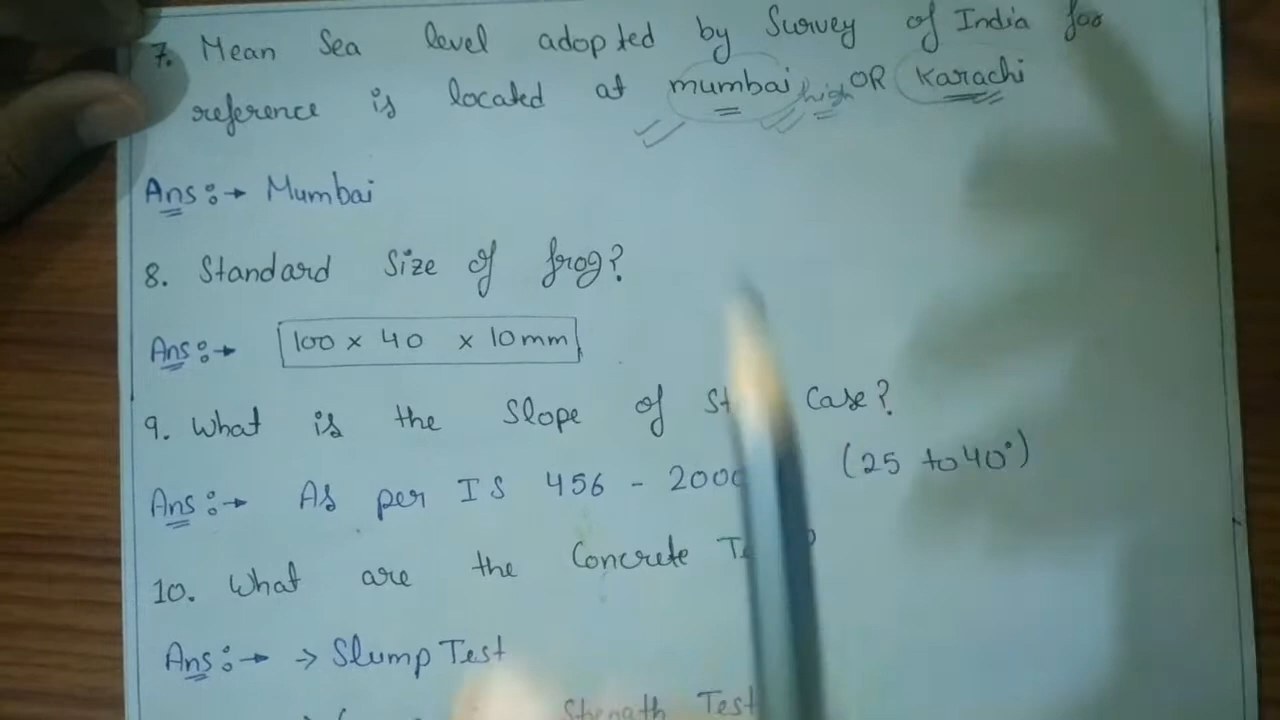 7. Mean Sea level adopted by Survey of India for
reference is located at mumbai high OR Karachi
Ans:→ Mumbai
8. Standard Size of frog?
Ans:→ 100 x 40 x 10mm
9. What is the Slope of Case?
Ans:→ As per IS 456 - 2000 (25 to 40°)
10. What are the Concrete
Ans:→ → Slump Test
Strength Test